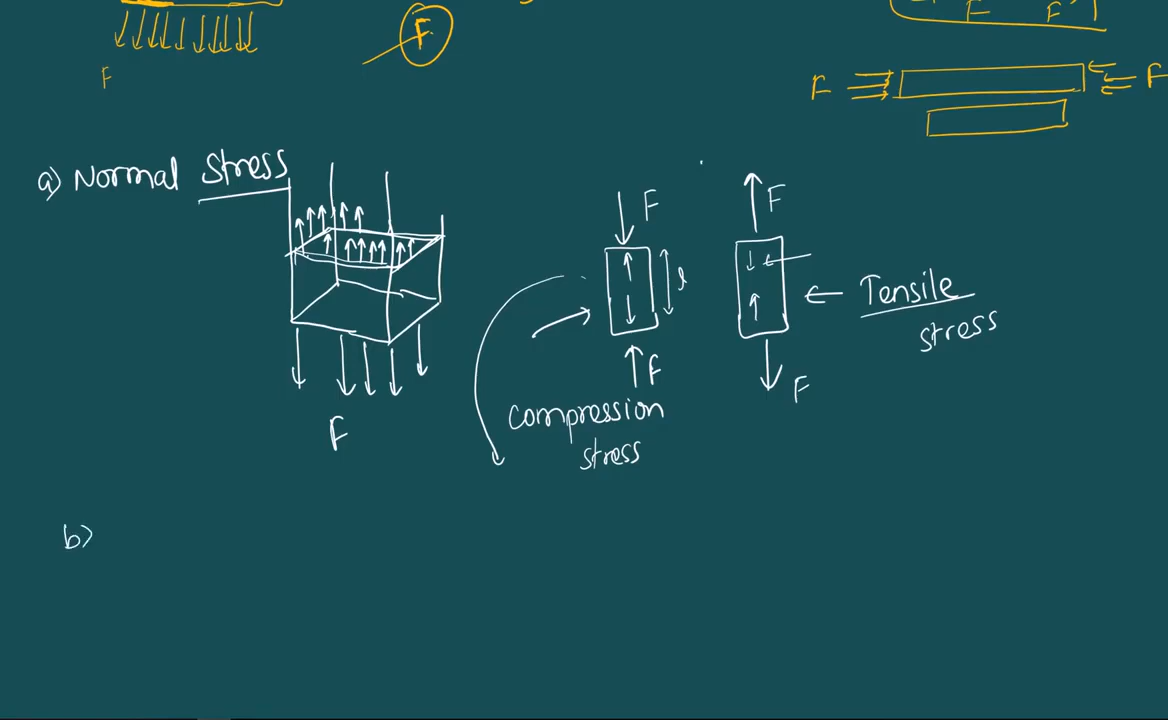 F F
F
F
F F
a) Normal Stress
F
F
l
Tensile
stress
F
F
compression
stress
F
b)